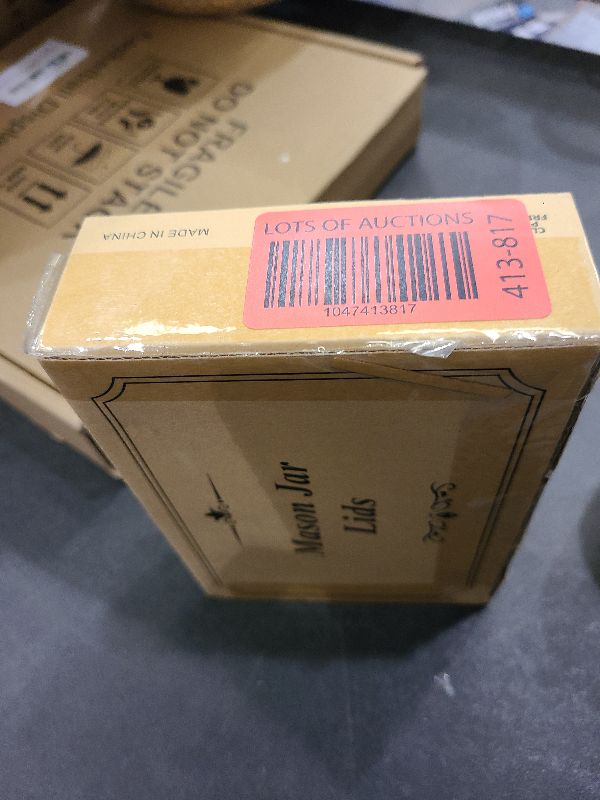 LOTS OF AUCTIONS
1047413817
413-817
MADE IN CHINA
Mason Jar
Lids
FRAGILE
DO NOT STACK